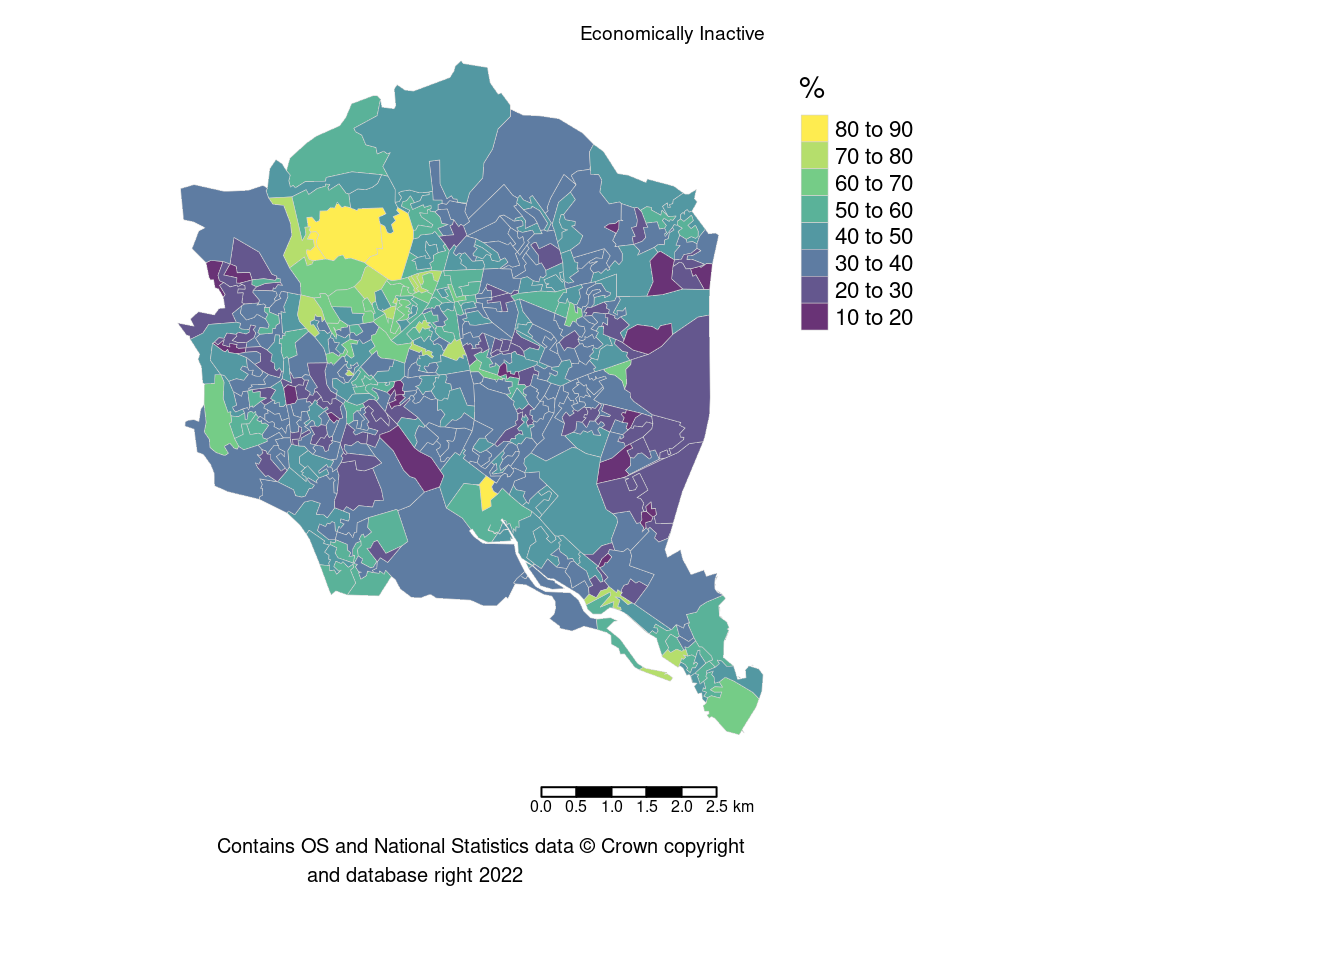 Economically Inactive
%
80 to 90
70 to 80
60 to 70
50 to 60
40 to 50
30 to 40
20 to 30
10 to 20
0.0 0.5 1.0 1.5 2.0 2.5 km
Contains OS and National Statistics data © Crown copyright
and database right 2022